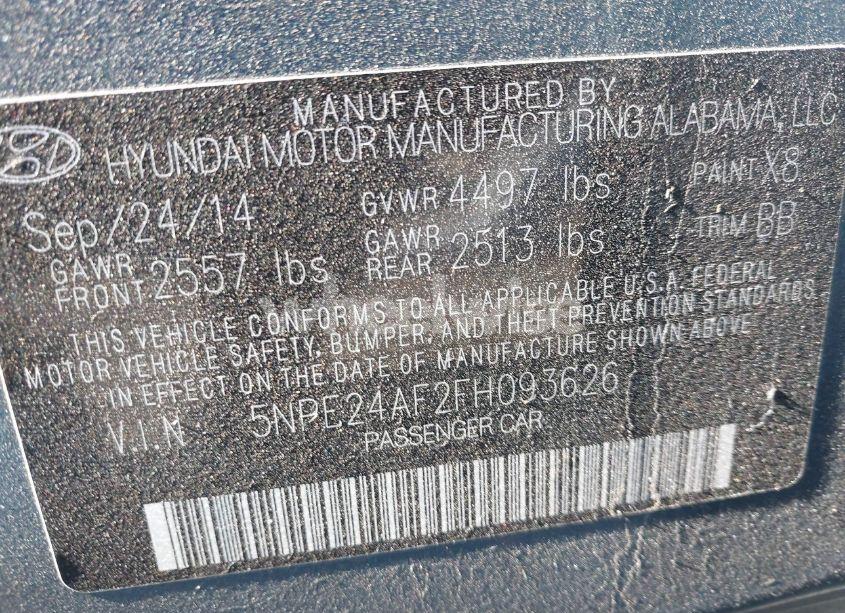 MANUFACTURED BY
HYUNDAI MOTOR MANUFACTURING ALABAMA, LLC
Sep/24/14 GVWR 4497 lbs PAINT X8
GAWR FRONT 2557 lbs GAWR REAR 2513 lbs TRIM BB
THIS VEHICLE CONFORMS TO ALL APPLICABLE U.S.A. FEDERAL
MOTOR VEHICLE SAFETY, BUMPER, AND THEFT PREVENTION STANDARDS
IN EFFECT ON THE DATE OF MANUFACTURE SHOWN ABOVE
V.I.N 5NPE24AF2FH093626
PASSENGER CAR